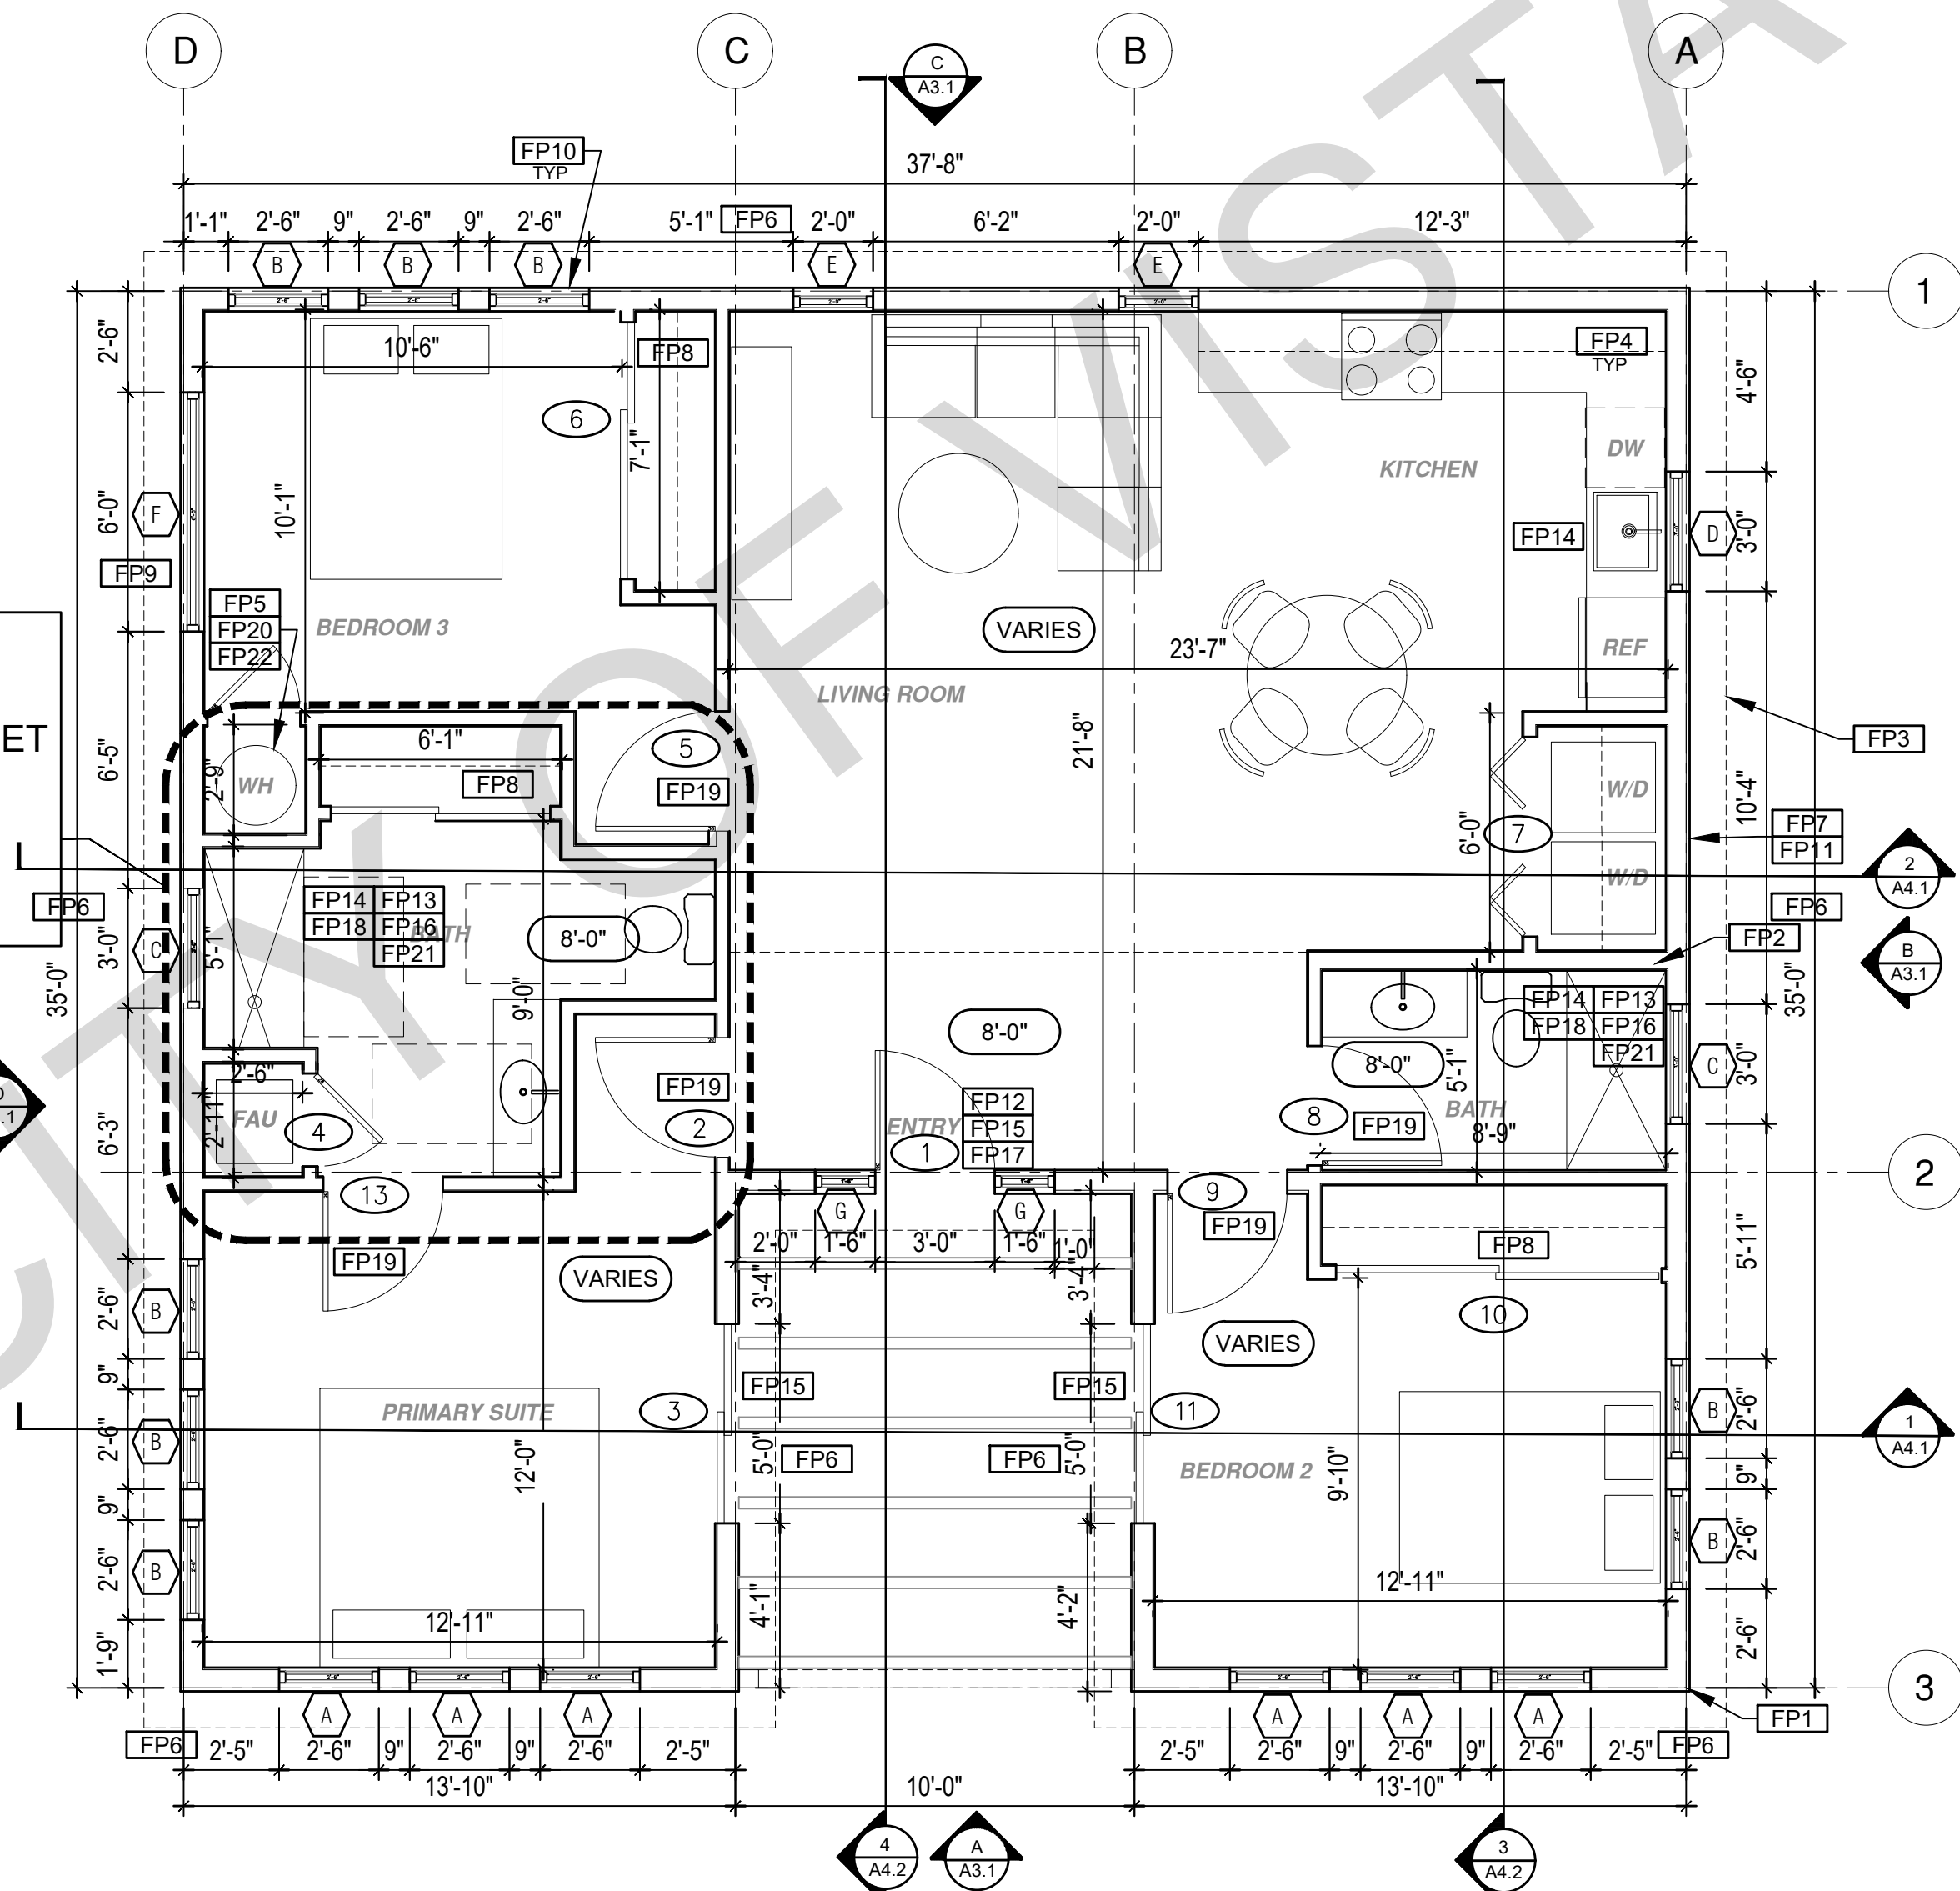 D
C
B
A
C
A3.1
FP10
TYP
37'-8"
1'-1"
2'-6"
9"
2'-6"
9"
2'-6"
5'-1"
FP6
2'-0"
6'-2"
2'-0"
12'-3"
B
B
B
E
E
1
2'-6"
10'-6"
FP8
FP4
TYP
4'-6"
6
7'-1"
KITCHEN
DW
6'-0"
F
10'-1"
FP14
D
3'-0"
FP9
FP5
FP20
FP22
BEDROOM 3
VARIES
23'-7"
REF
LIVING ROOM
ET
6'-5"
6'-1"
5
21'-8"
FP3
2'-9"
WH
FP8
FP19
W/D
10'-4"
6'-0"
7
FP7
FP11
2
A4.1
W/D
FP6
FP14
FP13
FP18
FP16
FP21
BATH
8'-0"
FP6
FP2
B
A3.1
3'-0"
C
5'-1"
9'-0"
35'-0"
35'-0"
8'-0"
FP14
FP13
FP18
FP16
FP21
8'-0"
5'-1"
C
3'-0"
2'-6"
FP19
FP12
FP15
FP17
.1
6'-3"
2'-11"
FAU
4
2
ENTRY
1
8
FP19
BATH
8'-9"
2
13
9
G
G
FP19
5'-11"
2'-0"
1'-6"
3'-0"
1'-6"
1'-0"
FP8
FP19
VARIES
3'-4"
3'-4"
2'-6"
B
10
VARIES
9"
FP15
FP15
PRIMARY SUITE
3
11
2'-6"
B
B
2'-6"
1
A4.1
12'-0"
5'-0"
FP6
FP6
5'-0"
BEDROOM 2
9'-10"
9"
9"
2'-6"
B
B
2'-6"
4'-1"
4'-2"
12'-11"
12'-11"
1'-9"
2'-6"
3
A
A
A
A
A
A
FP1
FP6
2'-5"
2'-6"
9"
2'-6"
9"
2'-6"
2'-5"
2'-5"
2'-6"
9"
2'-6"
9"
2'-6"
2'-5"
FP6
13'-10"
10'-0"
13'-10"
4
A4.2
A
A3.1
3
A4.2
CITY OF VISTA